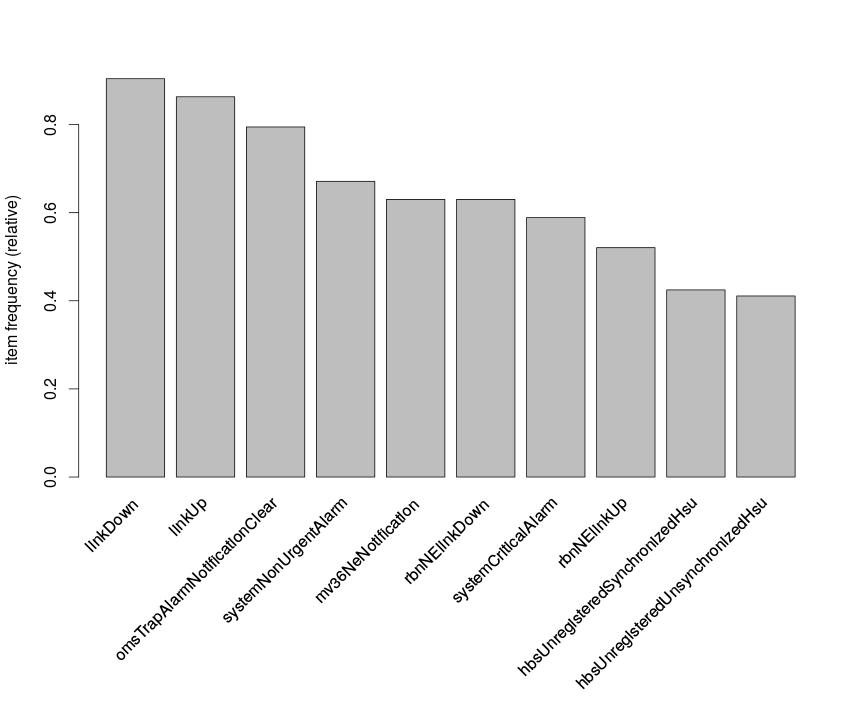 item frequency (relative)
0.8
0.6
0.4
0.2
0.0
linkDown
linkUp
omsTrapAlarmNotificationClear
systemNonUrgentAlarm
mv36NeNotification
rbnNElinkDown
systemCriticalAlarm
rbnNElinkUp
hbsUnregisteredSynchronizedHsu
hbsUnregisteredUnsynchronizedHsu